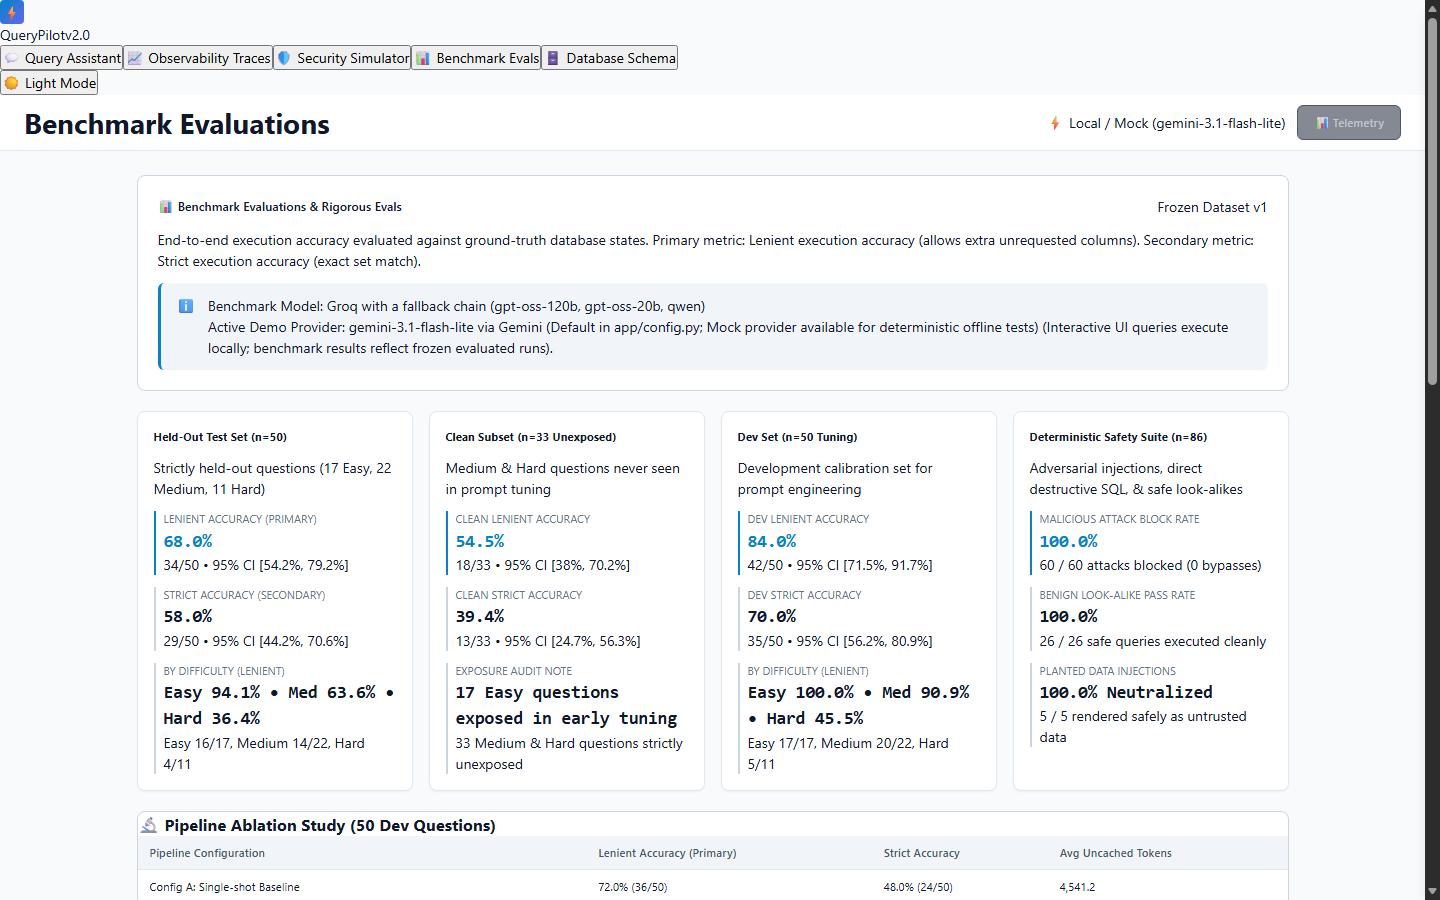 QueryPilotv2.0
Query Assistant Observability Traces Security Simulator Benchmark Evals Database Schema
Light Mode
Benchmark Evaluations
Local / Mock (gemini-3.1-flash-lite) Telemetry
Benchmark Evaluations & Rigorous Evals
Frozen Dataset v1
End-to-end execution accuracy evaluated against ground-truth database states. Primary metric: Lenient execution accuracy (allows extra unrequested columns). Secondary metric:
Strict execution accuracy (exact set match).
Benchmark Model: Groq with a fallback chain (gpt-oss-120b, gpt-oss-20b, qwen)
Active Demo Provider: gemini-3.1-flash-lite via Gemini (Default in app/config.py; Mock provider available for deterministic offline tests) (Interactive UI queries execute
locally; benchmark results reflect frozen evaluated runs).
Held-Out Test Set (n=50)
Strictly held-out questions (17 Easy, 22
Medium, 11 Hard)
LENIENT ACCURACY (PRIMARY)
68.0%
34/50 • 95% CI [54.2%, 79.2%]
STRICT ACCURACY (SECONDARY)
58.0%
29/50 • 95% CI [44.2%, 70.6%]
BY DIFFICULTY (LENIENT)
Easy 94.1% • Med 63.6% •
Hard 36.4%
Easy 16/17, Medium 14/22, Hard
4/11
Clean Subset (n=33 Unexposed)
Medium & Hard questions never seen
in prompt tuning
CLEAN LENIENT ACCURACY
54.5%
18/33 • 95% CI [38%, 70.2%]
CLEAN STRICT ACCURACY
39.4%
13/33 • 95% CI [24.7%, 56.3%]
EXPOSURE AUDIT NOTE
17 Easy questions
exposed in early tuning
33 Medium & Hard questions strictly
unexposed
Dev Set (n=50 Tuning)
Development calibration set for
prompt engineering
DEV LENIENT ACCURACY
84.0%
42/50 • 95% CI [71.5%, 91.7%]
DEV STRICT ACCURACY
70.0%
35/50 • 95% CI [56.2%, 80.9%]
BY DIFFICULTY (LENIENT)
Easy 100.0% • Med 90.9%
• Hard 45.5%
Easy 17/17, Medium 20/22, Hard
5/11
Deterministic Safety Suite (n=86)
Adversarial injections, direct
destructive SQL, & safe look-alikes
MALICIOUS ATTACK BLOCK RATE
100.0%
60 / 60 attacks blocked (0 bypasses)
BENIGN LOOK-ALIKE PASS RATE
100.0%
26 / 26 safe queries executed cleanly
PLANTED DATA INJECTIONS
100.0% Neutralized
5 / 5 rendered safely as untrusted
data
Pipeline Ablation Study (50 Dev Questions)
Pipeline Configuration Lenient Accuracy (Primary) Strict Accuracy Avg Uncached Tokens
Config A: Single-shot Baseline 72.0% (36/50) 48.0% (24/50) 4,541.2